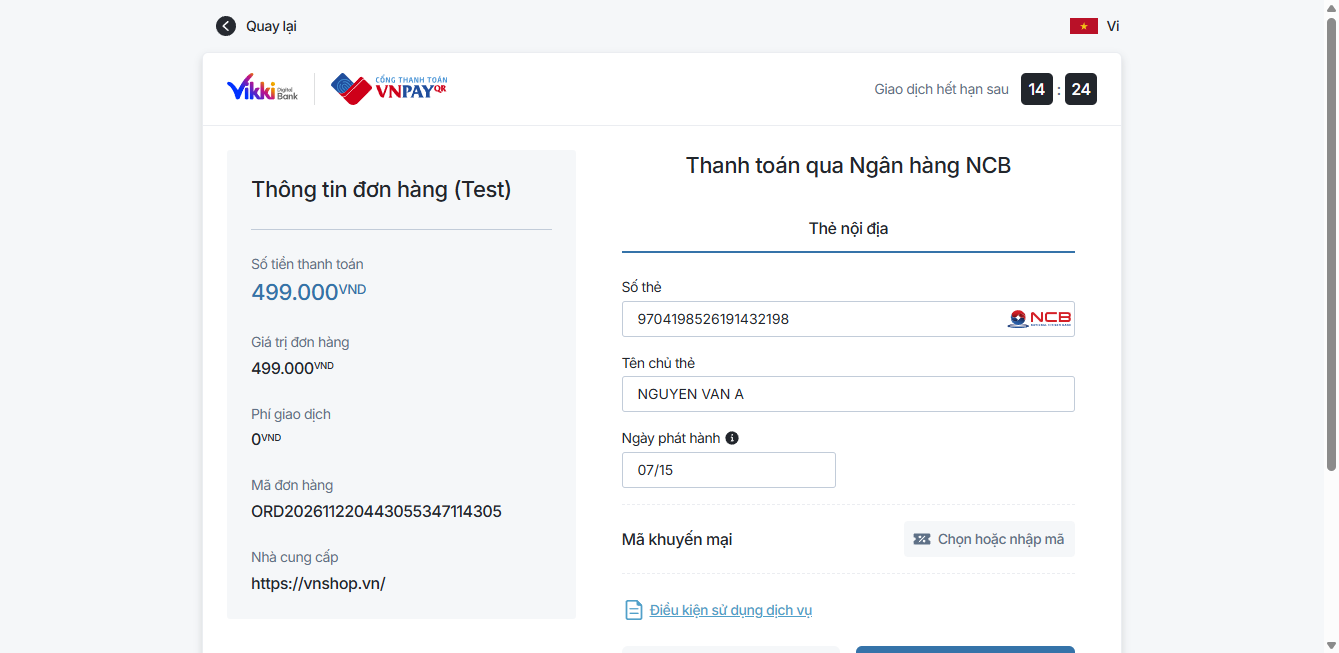 Quay lại
Vi
Vikki Digital Bank
CỔNG THANH TOÁN
VNPAYQR
Giao dịch hết hạn sau 14 : 24
Thông tin đơn hàng (Test)
Số tiền thanh toán
499.000VND
Giá trị đơn hàng
499.000VND
Phí giao dịch
0VND
Mã đơn hàng
ORD202611220443055347114305
Nhà cung cấp
https://vnshop.vn/
Thanh toán qua Ngân hàng NCB
Thẻ nội địa
Số thẻ
9704198526191432198
NCB
Tên chủ thẻ
NGUYEN VAN A
Ngày phát hành
07/15
Mã khuyến mại
Chọn hoặc nhập mã
Điều kiện sử dụng dịch vụ